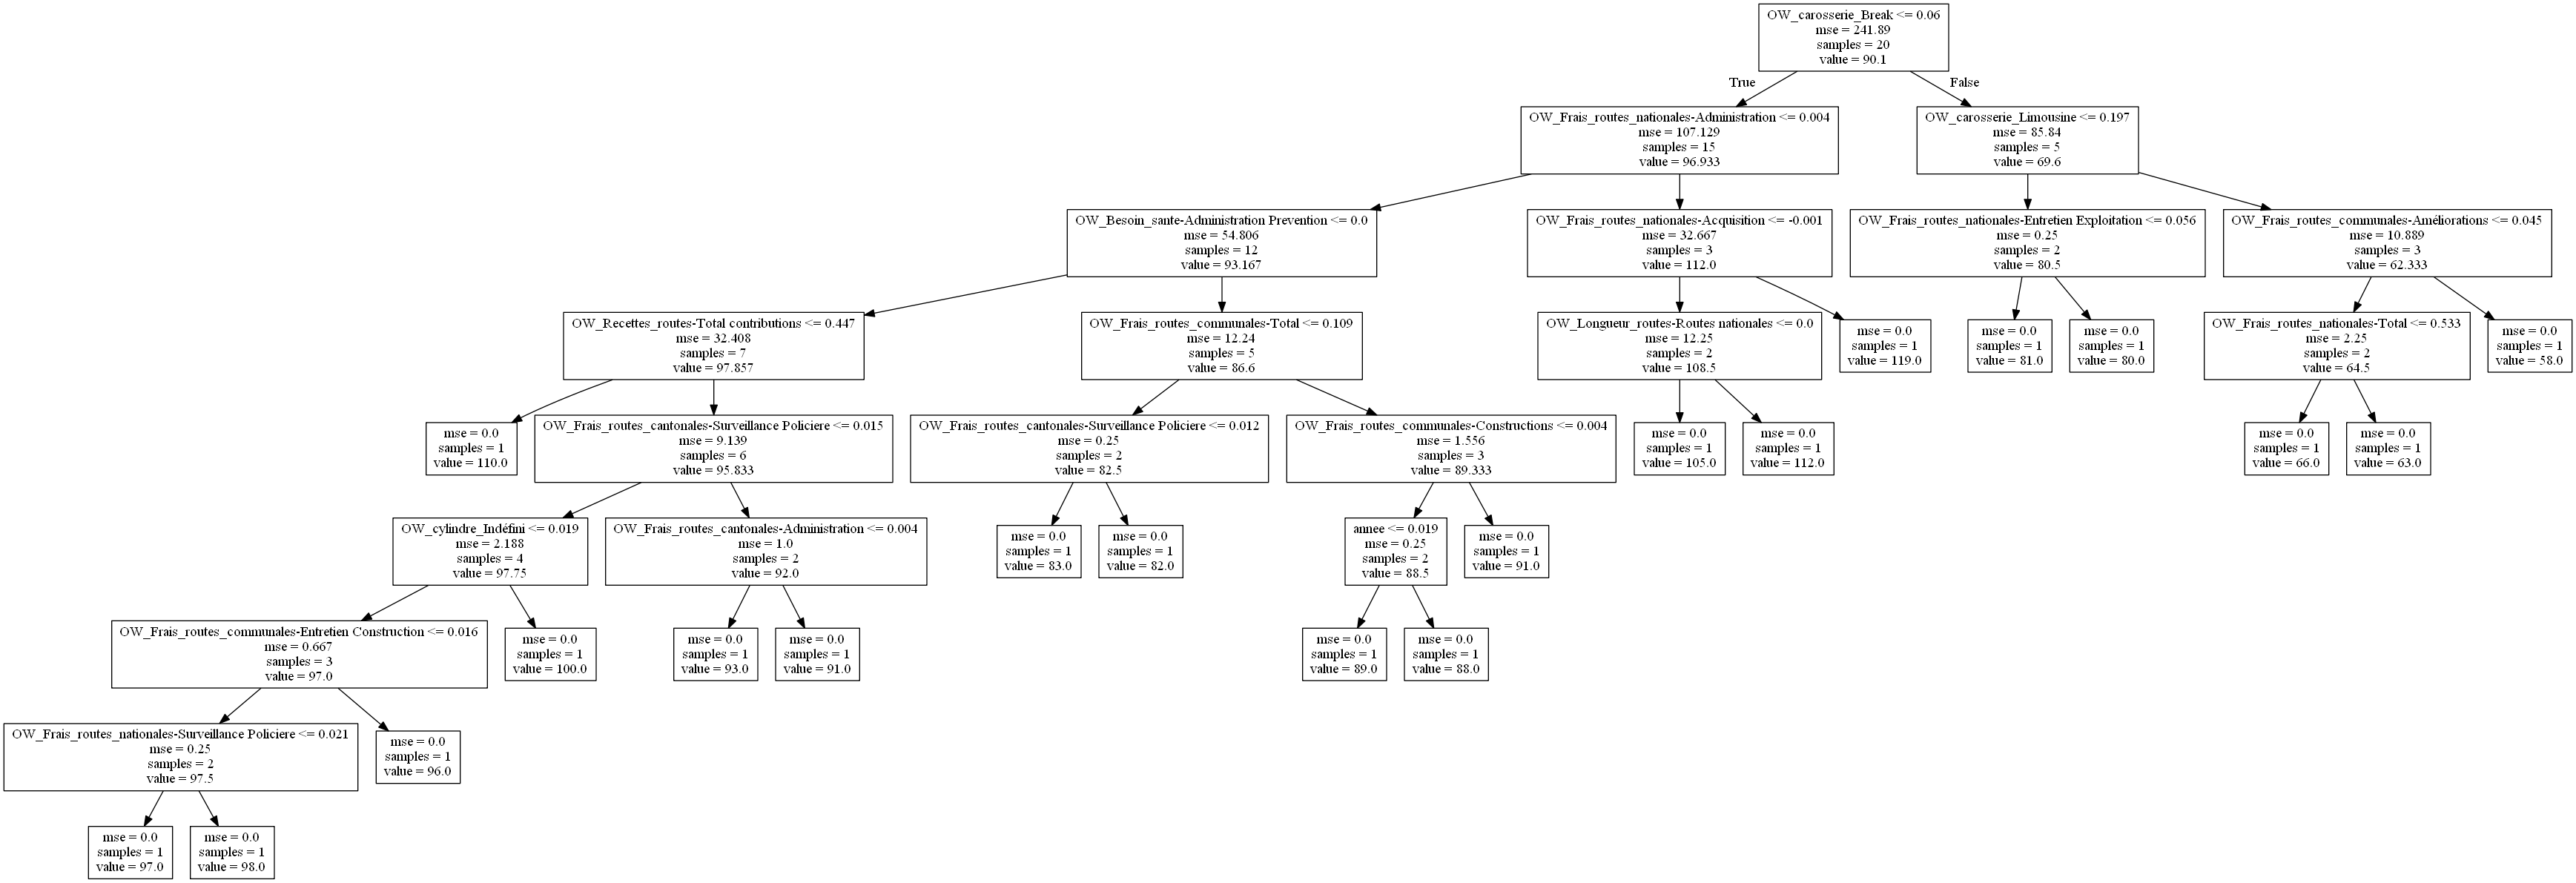 OW_carosserie_Break <= 0.06
mse = 241.89
samples = 20
value = 90.1
True
False
OW_Frais_routes_nationales-Administration <= 0.004
mse = 107.129
samples = 15
value = 96.933
OW_carosserie_Limousine <= 0.197
mse = 85.84
samples = 5
value = 69.6
OW_Besoin_sante-Administration Prevention <= 0.0
mse = 54.806
samples = 12
value = 93.167
OW_Frais_routes_nationales-Acquisition <= -0.001
mse = 32.667
samples = 3
value = 112.0
OW_Frais_routes_nationales-Entretien Exploitation <= 0.056
mse = 0.25
samples = 2
value = 80.5
OW_Frais_routes_communales-Améliorations <= 0.045
mse = 10.889
samples = 3
value = 62.333
OW_Recettes_routes-Total contributions <= 0.447
mse = 32.408
samples = 7
value = 97.857
OW_Frais_routes_communales-Total <= 0.109
mse = 12.24
samples = 5
value = 86.6
OW_Longueur_routes-Routes nationales <= 0.0
mse = 12.25
samples = 2
value = 108.5
mse = 0.0
samples = 1
value = 119.0
mse = 0.0
samples = 1
value = 81.0
mse = 0.0
samples = 1
value = 80.0
OW_Frais_routes_nationales-Total <= 0.533
mse = 2.25
samples = 2
value = 64.5
mse = 0.0
samples = 1
value = 58.0
mse = 0.0
samples = 1
value = 110.0
OW_Frais_routes_cantonales-Surveillance Policiere <= 0.015
mse = 9.139
samples = 6
value = 95.833
OW_Frais_routes_cantonales-Surveillance Policiere <= 0.012
mse = 0.25
samples = 2
value = 82.5
OW_Frais_routes_communales-Constructions <= 0.004
mse = 1.556
samples = 3
value = 89.333
mse = 0.0
samples = 1
value = 105.0
mse = 0.0
samples = 1
value = 112.0
mse = 0.0
samples = 1
value = 66.0
mse = 0.0
samples = 1
value = 63.0
OW_cylindre_Indéfini <= 0.019
mse = 2.188
samples = 4
value = 97.75
OW_Frais_routes_cantonales-Administration <= 0.004
mse = 1.0
samples = 2
value = 92.0
mse = 0.0
samples = 1
value = 83.0
mse = 0.0
samples = 1
value = 82.0
annee <= 0.019
mse = 0.25
samples = 2
value = 88.5
mse = 0.0
samples = 1
value = 91.0
OW_Frais_routes_communales-Entretien Construction <= 0.016
mse = 0.667
samples = 3
value = 97.0
mse = 0.0
samples = 1
value = 100.0
mse = 0.0
samples = 1
value = 93.0
mse = 0.0
samples = 1
value = 91.0
mse = 0.0
samples = 1
value = 89.0
mse = 0.0
samples = 1
value = 88.0
OW_Frais_routes_nationales-Surveillance Policiere <= 0.021
mse = 0.25
samples = 2
value = 97.5
mse = 0.0
samples = 1
value = 96.0
mse = 0.0
samples = 1
value = 97.0
mse = 0.0
samples = 1
value = 98.0